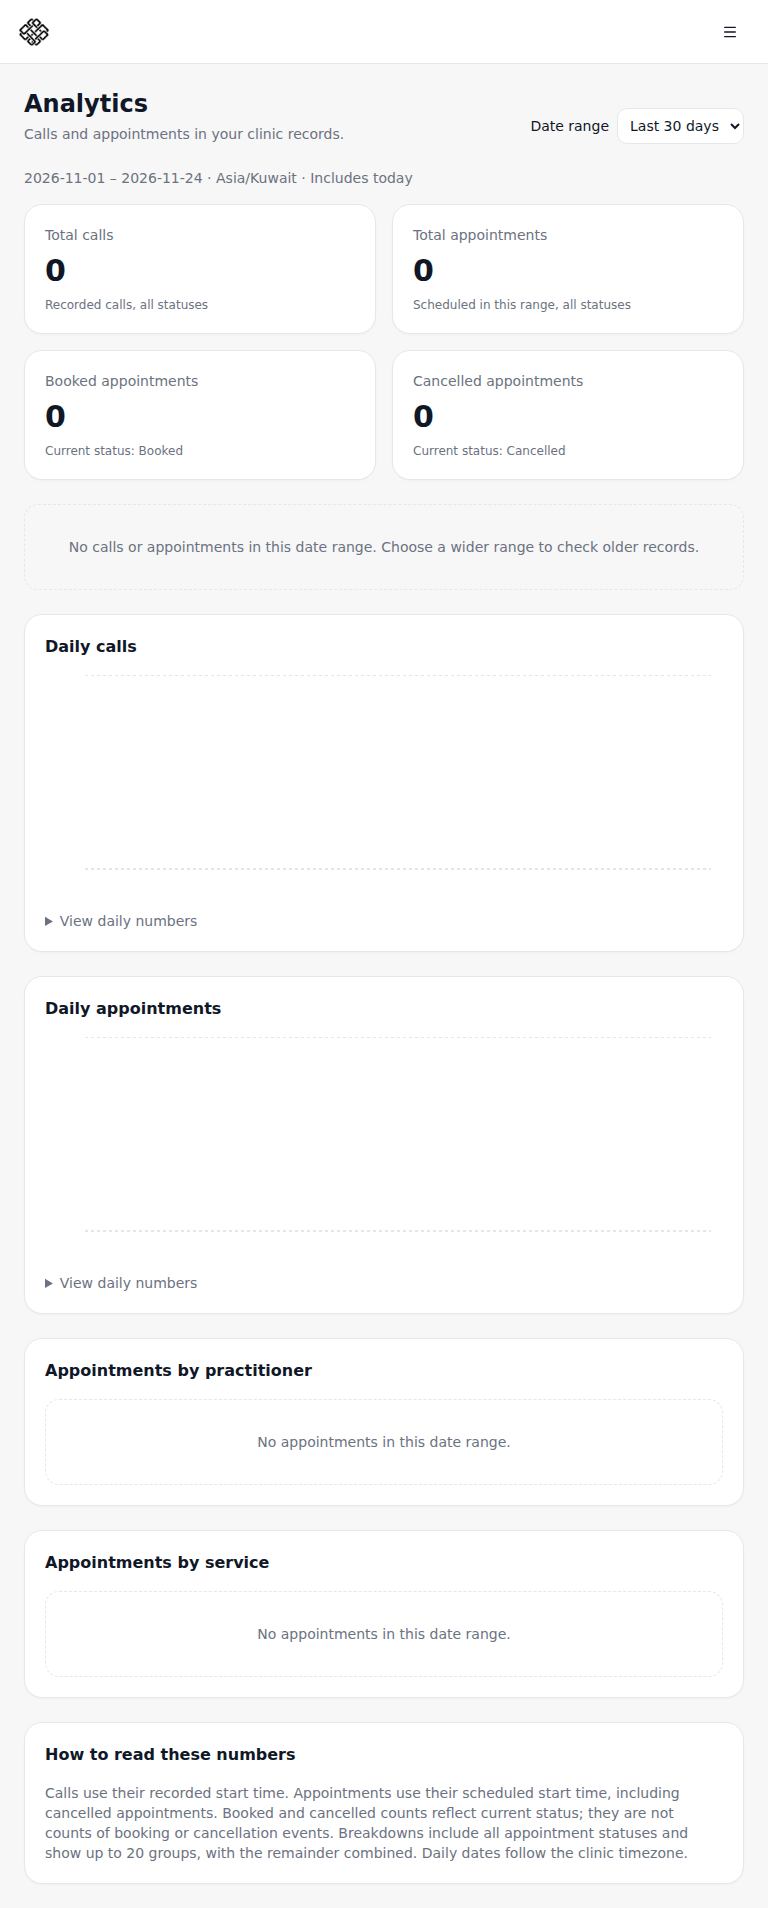 Analytics
Calls and appointments in your clinic records.
Date range
Last 30 days
2026-11-01 – 2026-11-24 · Asia/Kuwait · Includes today
Total calls
0
Recorded calls, all statuses
Total appointments
0
Scheduled in this range, all statuses
Booked appointments
0
Current status: Booked
Cancelled appointments
0
Current status: Cancelled
No calls or appointments in this date range. Choose a wider range to check older records.
Daily calls
View daily numbers
Daily appointments
View daily numbers
Appointments by practitioner
No appointments in this date range.
Appointments by service
No appointments in this date range.
How to read these numbers
Calls use their recorded start time. Appointments use their scheduled start time, including
cancelled appointments. Booked and cancelled counts reflect current status; they are not
counts of booking or cancellation events. Breakdowns include all appointment statuses and
show up to 20 groups, with the remainder combined. Daily dates follow the clinic timezone.